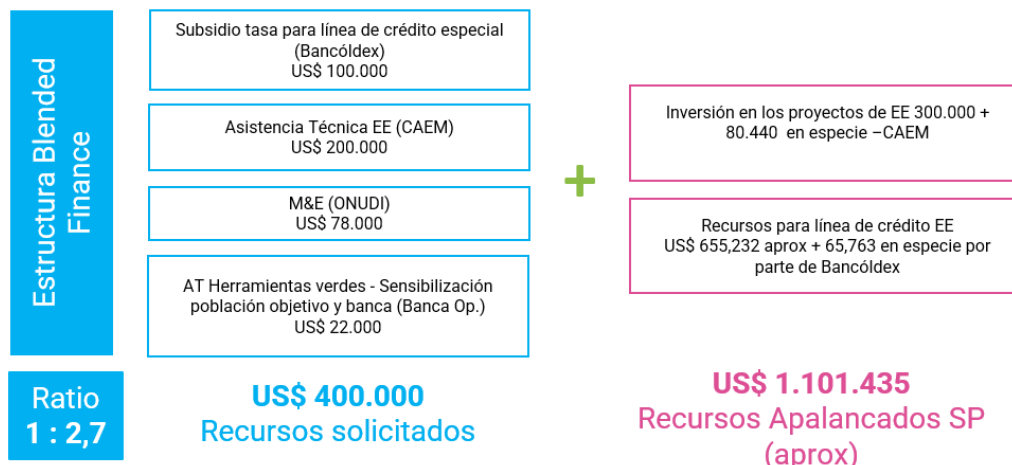 Estructura Blended
Finance
Subsidio tasa para línea de crédito especial
(Bancóldex)
US$ 100.000
Asistencia Técnica EE (CAEM)
US$ 200.000
M&E (ONUDI)
US$ 78.000
AT Herramientas verdes - Sensibilización
población objetivo y banca (Banca Op.)
US$ 22.000
+
Inversión en los proyectos de EE 300.000 +
80.440 en especie –CAEM
Recursos para línea de crédito EE
US$ 655,232 aprox + 65,763 en especie por
parte de Bancóldex
Ratio
1 : 2,7
US$ 400.000
Recursos solicitados
US$ 1.101.435
Recursos Apalancados SP
(aprox)